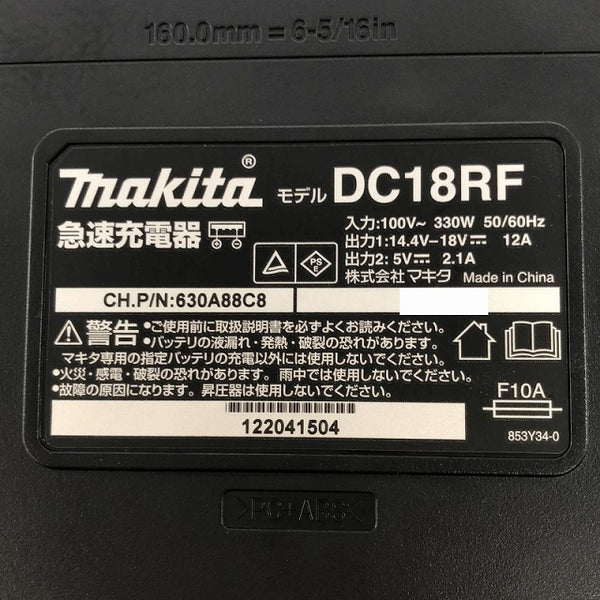 160.0mm = 6-5/16in
makita® モデル DC18RF
急速充電器
入力:100V~ 330W 50/60Hz
出力1:14.4V-18V⎓ 12A
出力2: 5V⎓ 2.1A
株式会社 マキタ Made in China
PS
E
CH.P/N:630A88C8
警告 •ご使用前に取扱説明書を必ずよくお読みください。
•バッテリの液漏れ・発熱・破裂の恐れがあります。
マキタ専用の指定バッテリの充電以外には使用しないでください。
•火災・感電・破裂の恐れがあります。雨中では使用しないでください。
•故障の原因になります。昇圧器は使用しないでください。
F10A
122041504
853Y34-0
>PC+ABS<